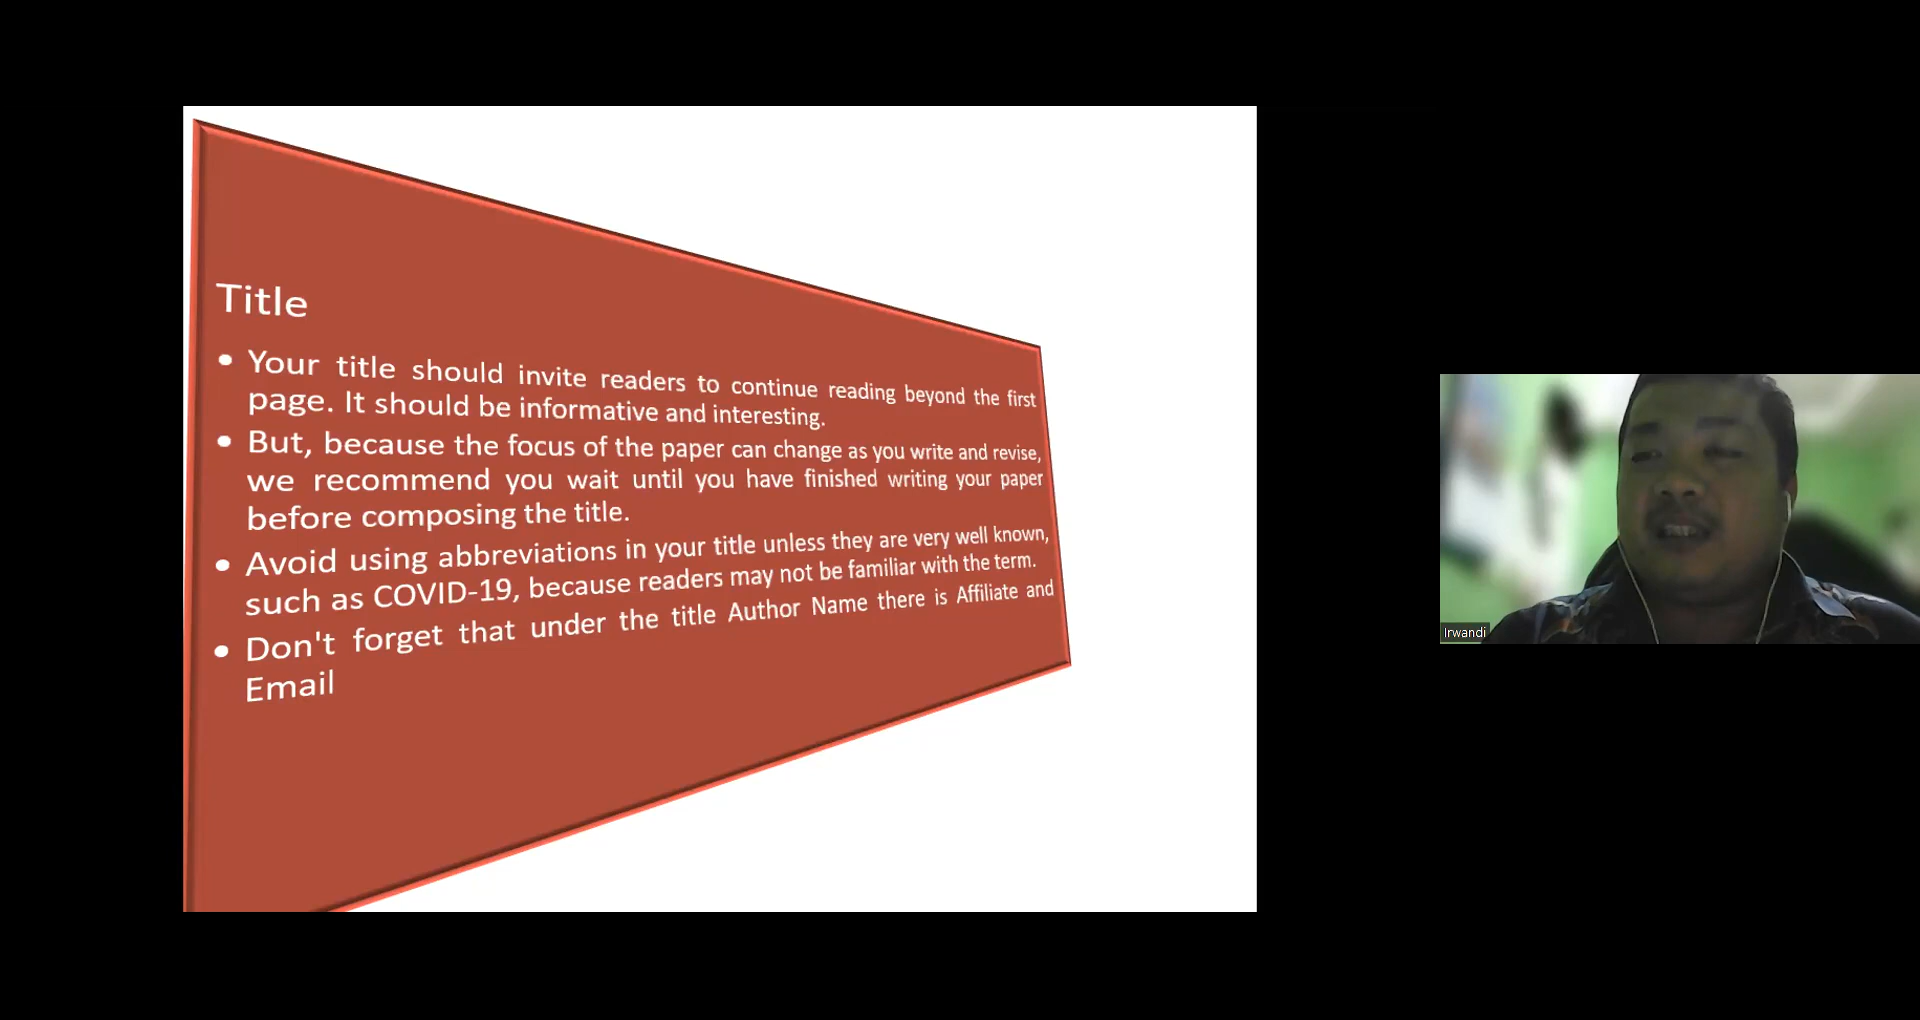 Title
• Your title should invite readers to continue reading beyond the first
page. It should be informative and interesting.
• But, because the focus of the paper can change as you write and revise,
we recommend you wait until you have finished writing your paper
before composing the title.
• Avoid using abbreviations in your title unless they are very well known,
such as COVID-19, because readers may not be familiar with the term.
• Don't forget that under the title Author Name there is Affiliate and
Email
Irwandi